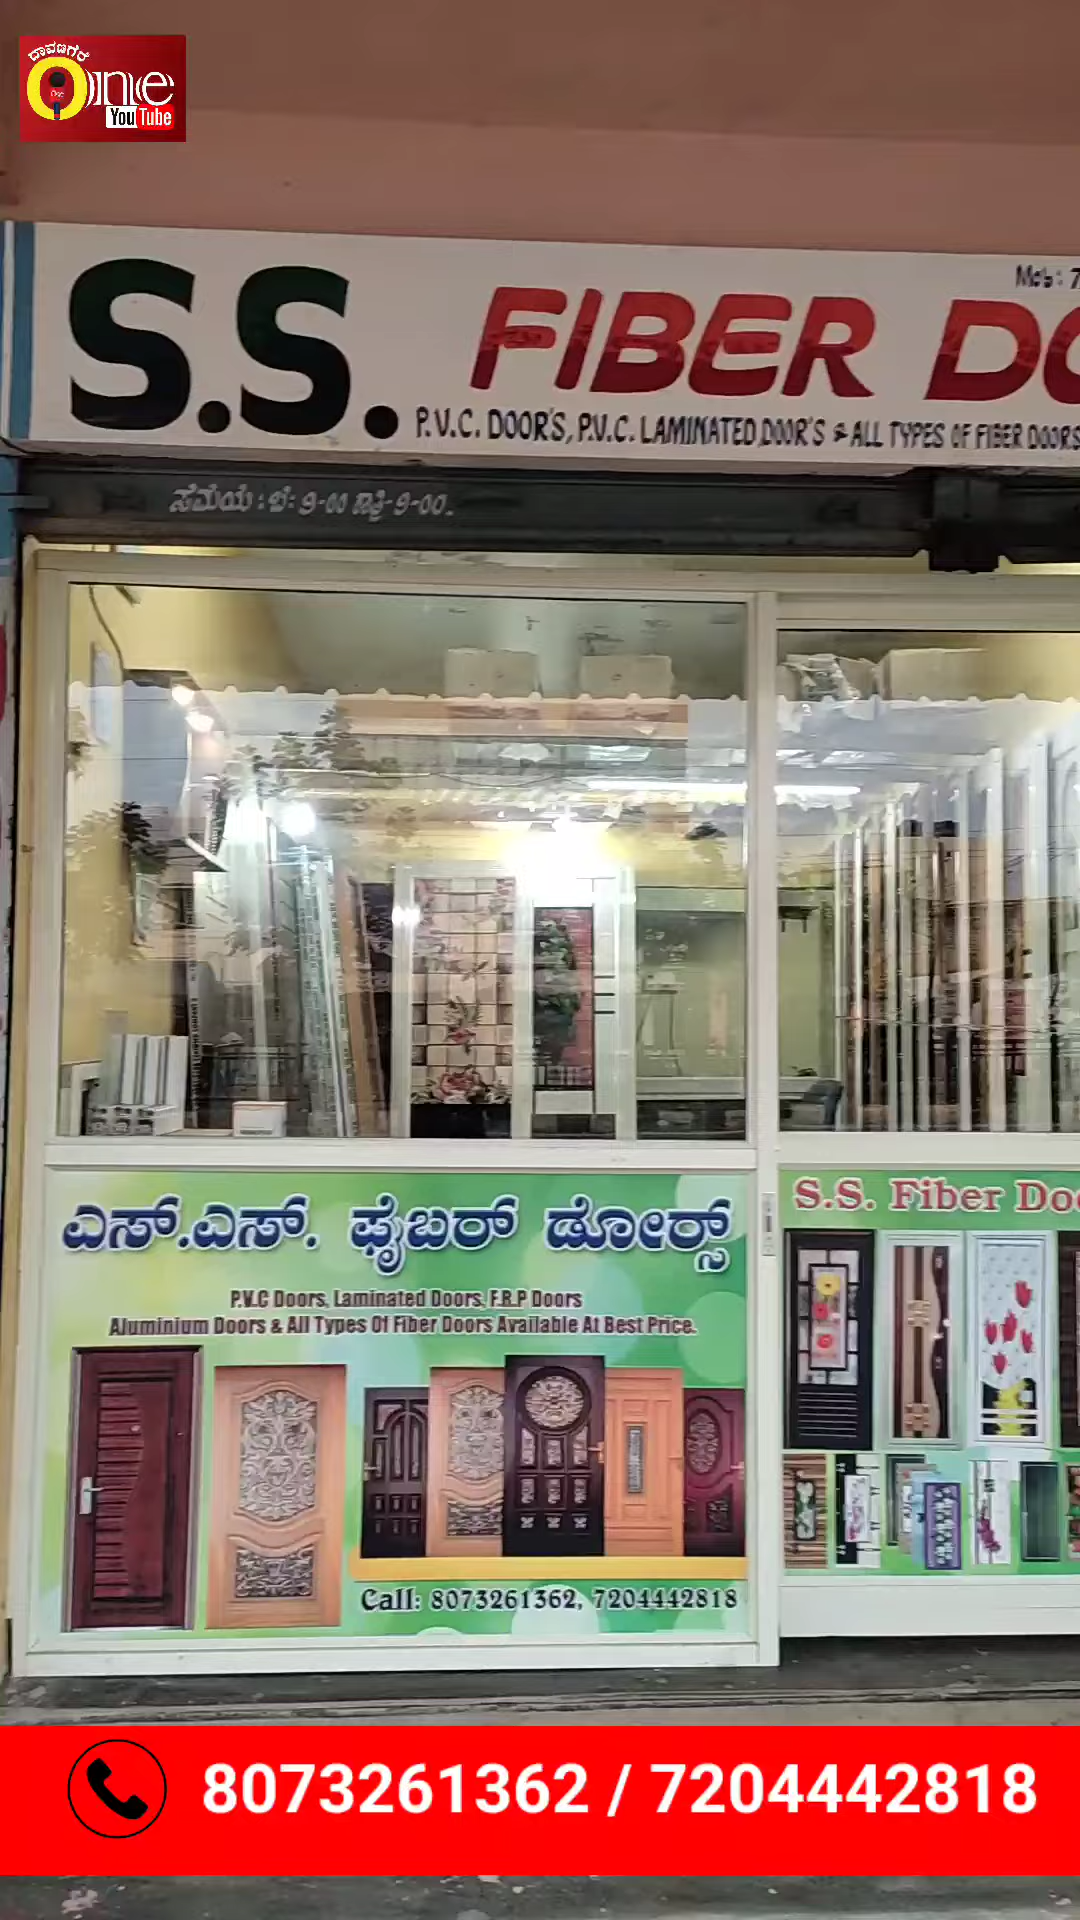 ದಾವಣಗೆರೆ
One
YouTube
Mob: 7
S.S. FIBER DO
P.V.C. DOOR'S, P.V.C. LAMINATED DOOR'S & ALL TYPES OF FIBER DOORS
ಸಮಯ: ಬೆ: 9-00 ರಾತ್ರಿ-9-00.
ಎಸ್.ಎಸ್. ಫೈಬರ್ ಡೋರ್ಸ್
P.V.C Doors, Laminated Doors, F.R.P Doors
Aluminium Doors & All Types Of Fiber Doors Available At Best Price.
Call: 8073261362, 7204442818
S.S. Fiber Doo
8073261362 / 7204442818